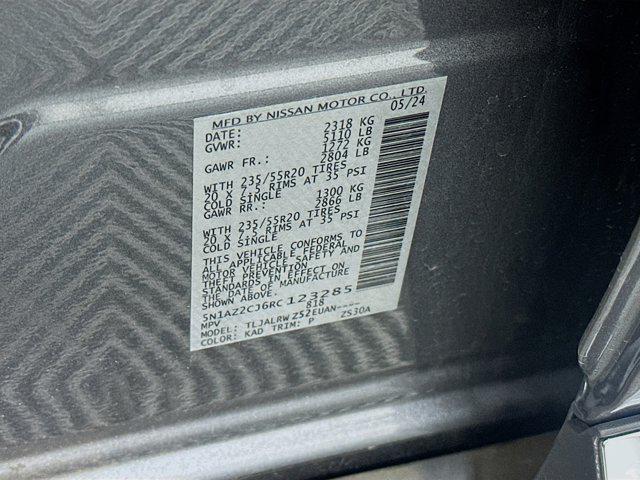 MFD BY NISSAN MOTOR CO., LTD.
DATE: 05/24
GVWR: 2318 KG
5110 LB
GAWR FR.: 1272 KG
2804 LB
WITH 235/55R20 TIRES
20 X 7.5 RIMS AT 35 PSI
COLD SINGLE
GAWR RR.: 1300 KG
2866 LB
WITH 235/55R20 TIRES
20 X 7.5 RIMS AT 35 PSI
COLD SINGLE
THIS VEHICLE CONFORMS TO
ALL APPLICABLE FEDERAL
MOTOR VEHICLE SAFETY AND
THEFT PREVENTION
STANDARDS IN EFFECT ON
THE DATE OF MANUFACTURE
SHOWN ABOVE.
5N1AZ2CJ6RC123285
MPV 818
MODEL: TLJALRWZ52EUAN----
COLOR: KAD TRIM: P ZS30A